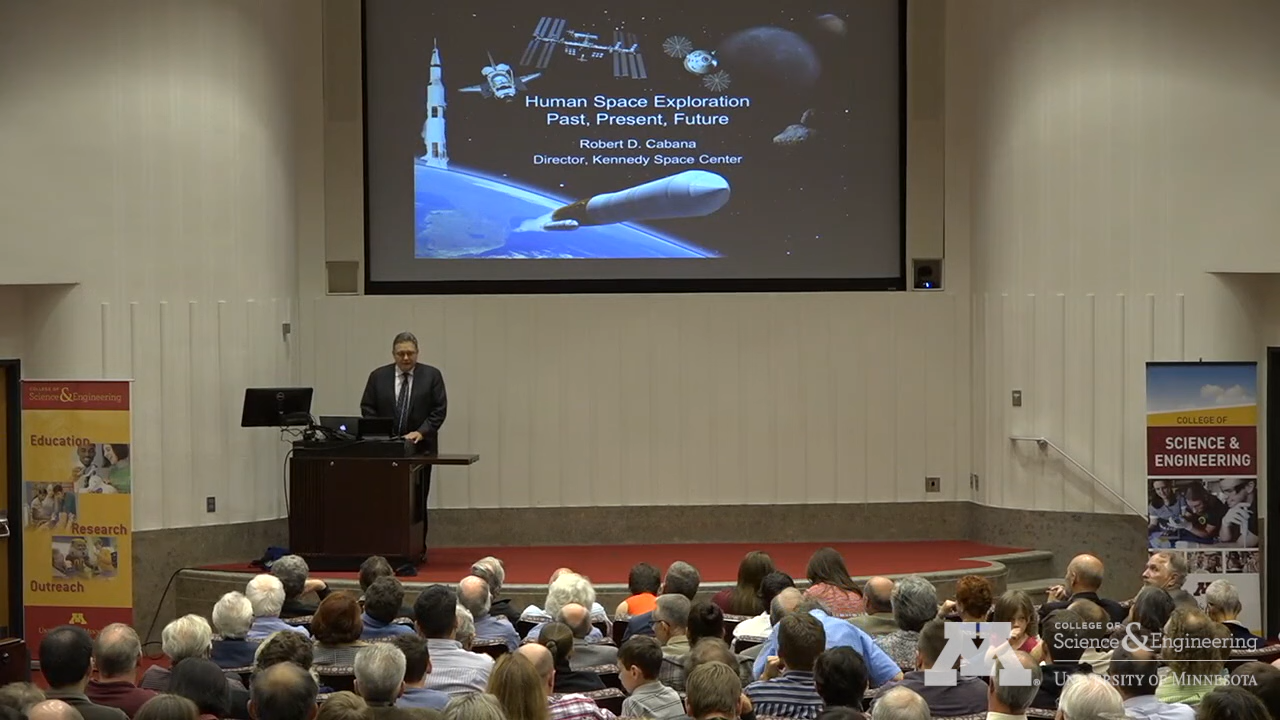 Human Space Exploration
Past, Present, Future
Robert D. Cabana
Director, Kennedy Space Center
COLLEGE OF
Science & Engineering
Education
Research
Outreach
COLLEGE OF
SCIENCE &
ENGINEERING
M
COLLEGE OF
Science & Engineering
UNIVERSITY OF MINNESOTA